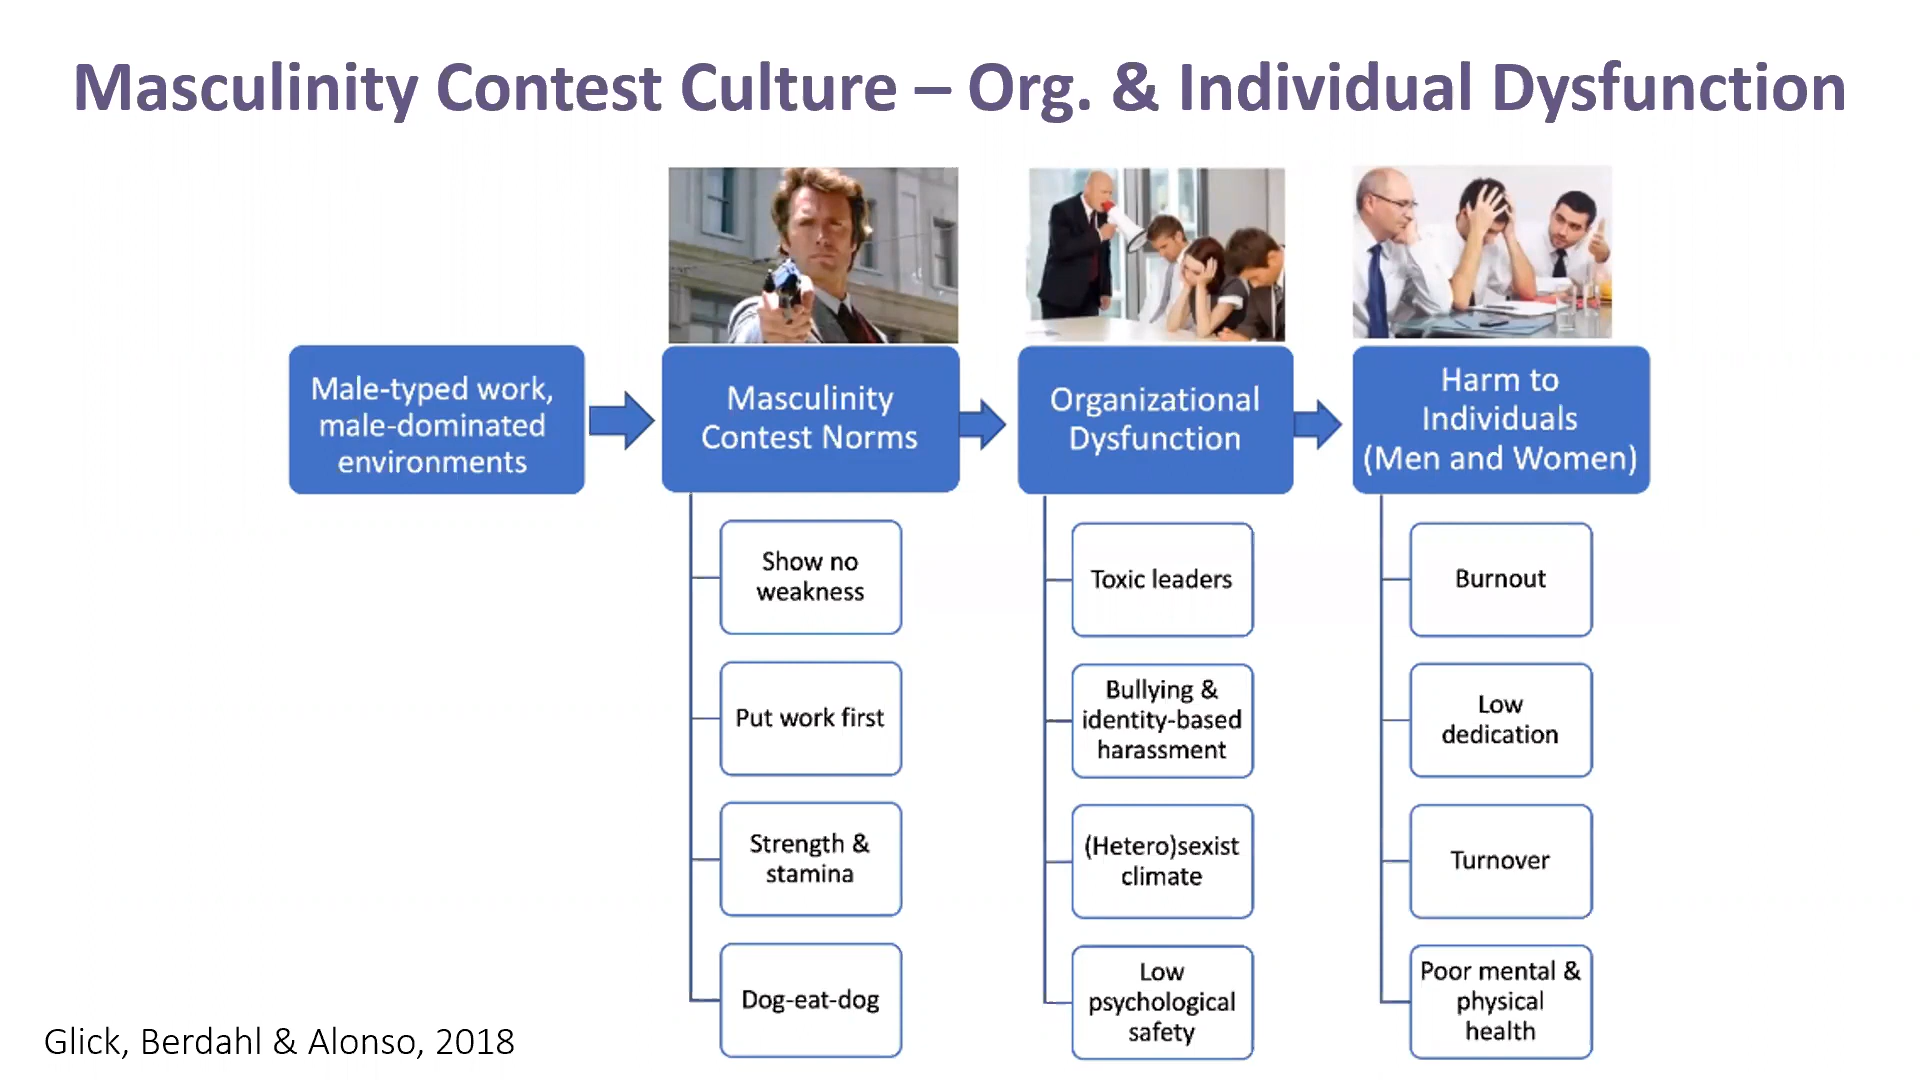 Masculinity Contest Culture – Org. & Individual Dysfunction
Male-typed work,
male-dominated
environments
Masculinity
Contest Norms
Organizational
Dysfunction
Harm to
Individuals
(Men and Women)
Show no
weakness
Put work first
Strength &
stamina
Dog-eat-dog
Toxic leaders
Bullying &
identity-based
harassment
(Hetero)sexist
climate
Low
psychological
safety
Burnout
Low
dedication
Turnover
Poor mental &
physical
health
Glick, Berdahl & Alonso, 2018